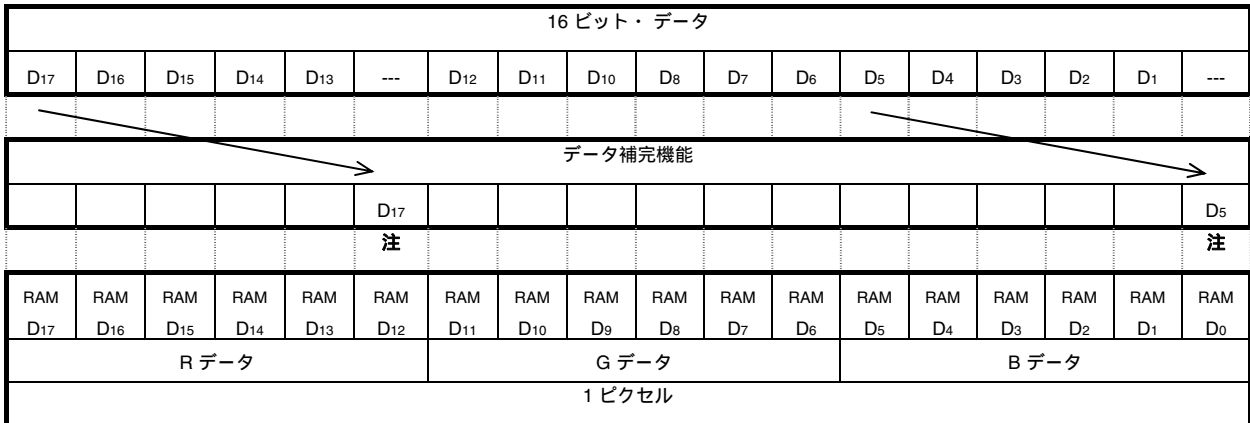 16 ビット・ データ
D17 D16 D15 D14 D13 --- D12 D11 D10 D8 D7 D6 D5 D4 D3 D2 D1 ---
データ補完機能
D17 D5
注 注
RAM RAM RAM RAM RAM RAM RAM RAM RAM RAM RAM RAM RAM RAM RAM RAM RAM RAM
D17 D16 D15 D14 D13 D12 D11 D10 D9 D8 D7 D6 D5 D4 D3 D2 D1 D0
R データ G データ B データ
1 ピクセル